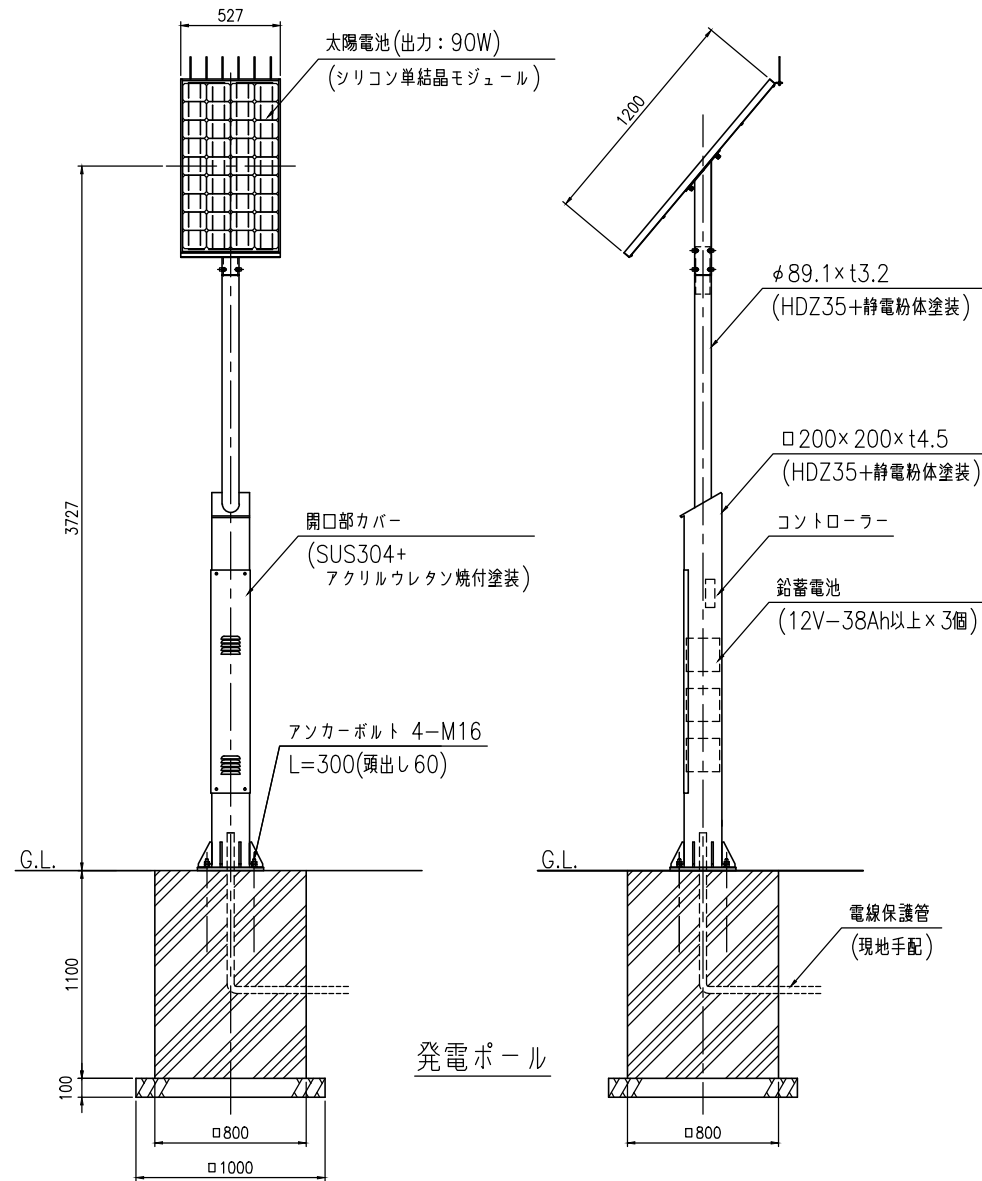 527
太陽電池(出力：90W)
(シリコン単結晶モジュール)
1200
φ89.1×t3.2
(HDZ35+静電粉体塗装)
□200×200×t4.5
(HDZ35+静電粉体塗装)
3727
開口部カバー
(SUS304+
アクリルウレタン焼付塗装)
コントローラー
鉛蓄電池
(12V-38Ah以上×3個)
アンカーボルト 4-M16
L=300(頭出し60)
G.L.
G.L.
電線保護管
(現地手配)
1100
発電ポール
100
□800
□800
□1000